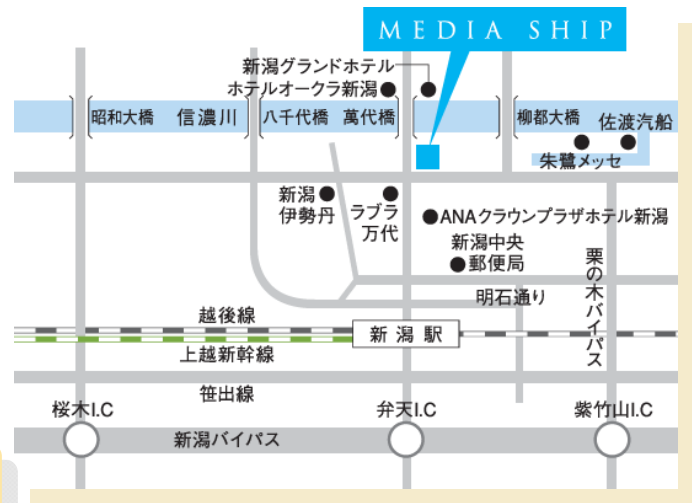 MEDIA SHIP
新潟グランドホテル
ホテルオークラ新潟
昭和大橋
信濃川
八千代橋
萬代橋
柳都大橋
佐渡汽船
朱鷺メッセ
新潟
伊勢丹
ラブラ
万代
ANAクラウンプラザホテル新潟
新潟中央
郵便局
栗の木バイパス
明石通り
越後線
新潟駅
上越新幹線
笹出線
桜木I.C
弁天I.C
紫竹山I.C
新潟バイパス